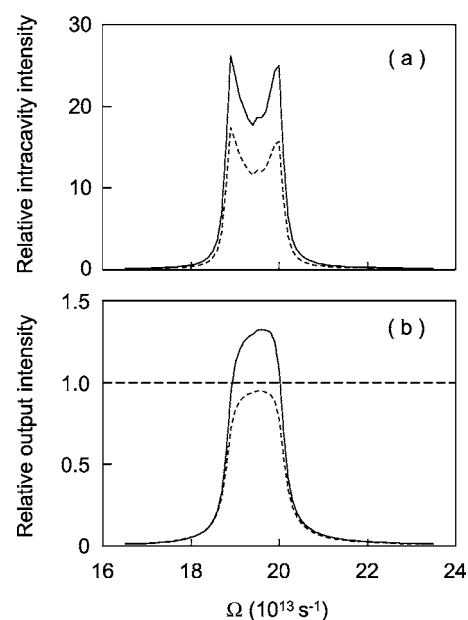 Relative intracavity intensity
30
20
10
0
( a )
Relative output intensity
1.5
1.0
0.5
0
( b )
16 18 20 22 24
Ω (10¹³ s⁻¹)